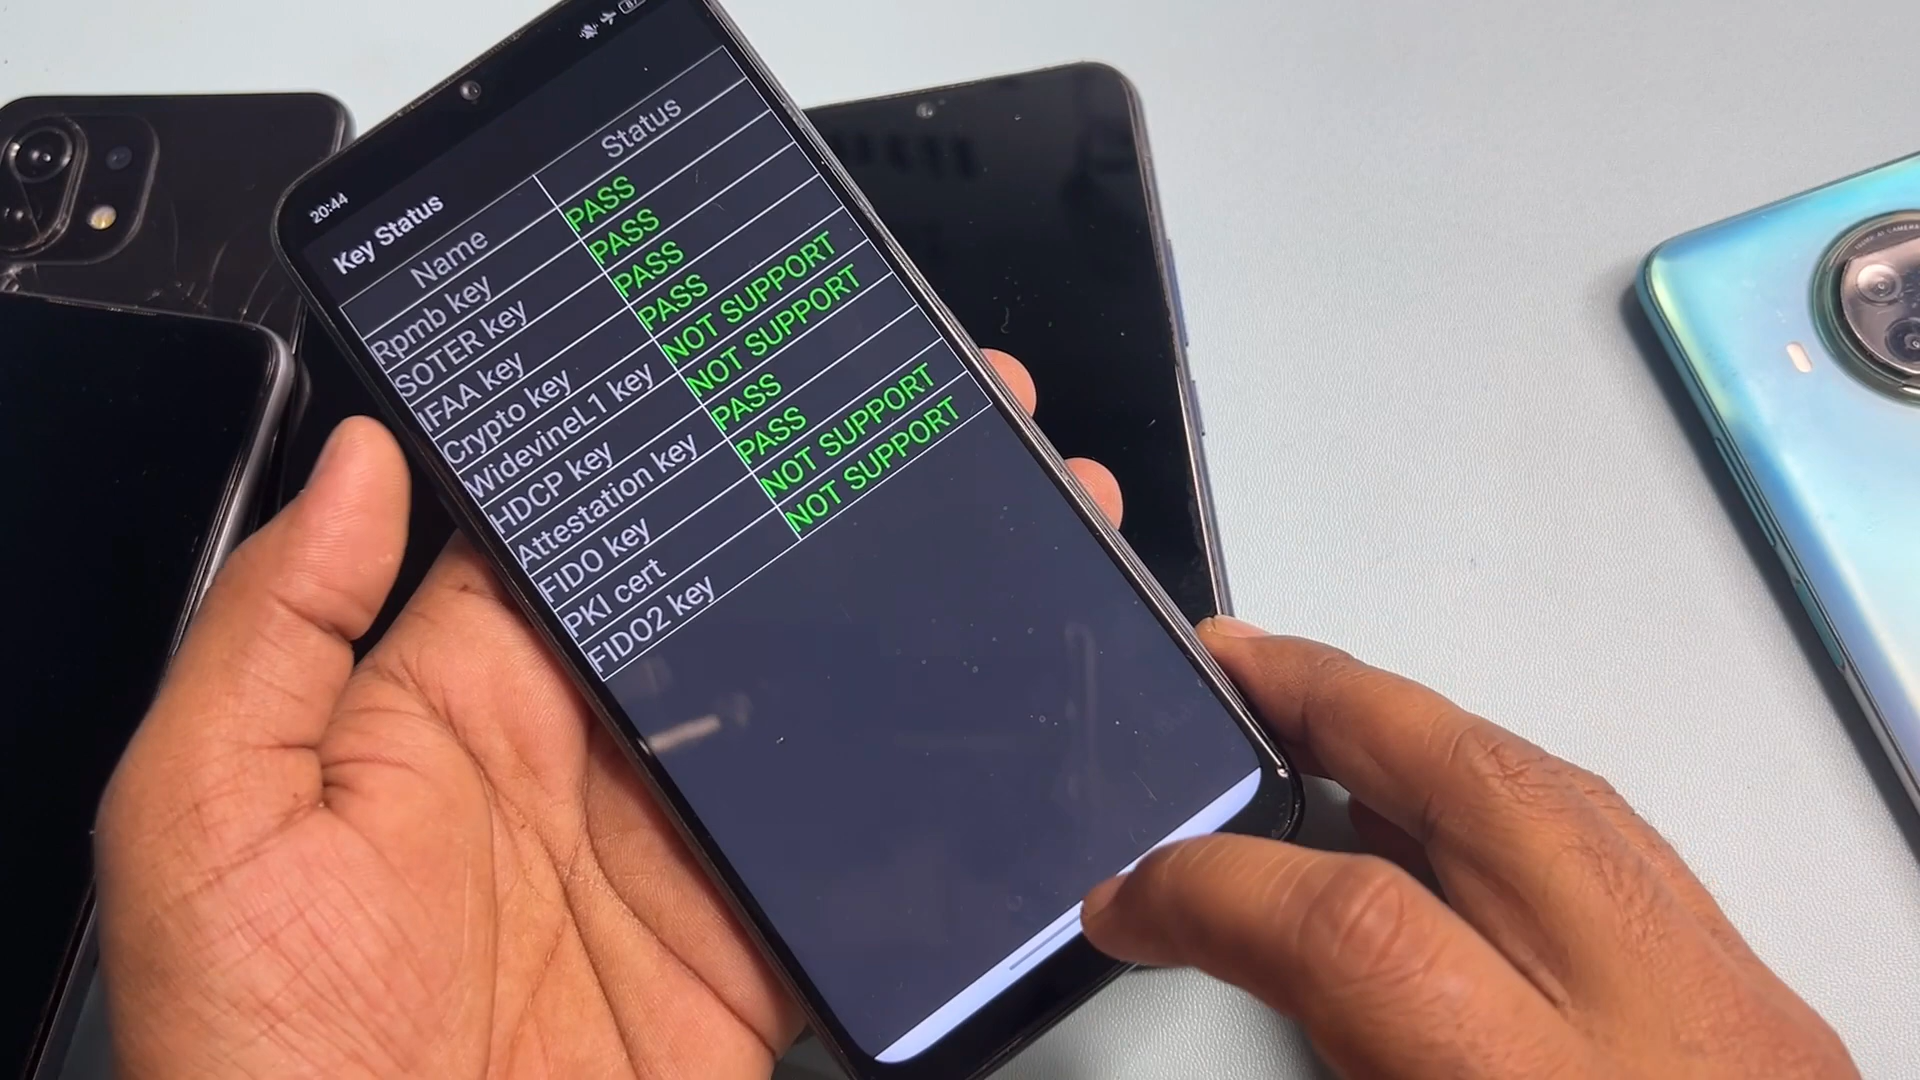 20:44
Key Status
Name Status
Rpmb key PASS
SOTER key PASS
IFAA key PASS
Crypto key PASS
WidevineL1 key NOT SUPPORT
HDCP key NOT SUPPORT
Attestation key PASS
FIDO key PASS
PKI cert NOT SUPPORT
FIDO2 key NOT SUPPORT